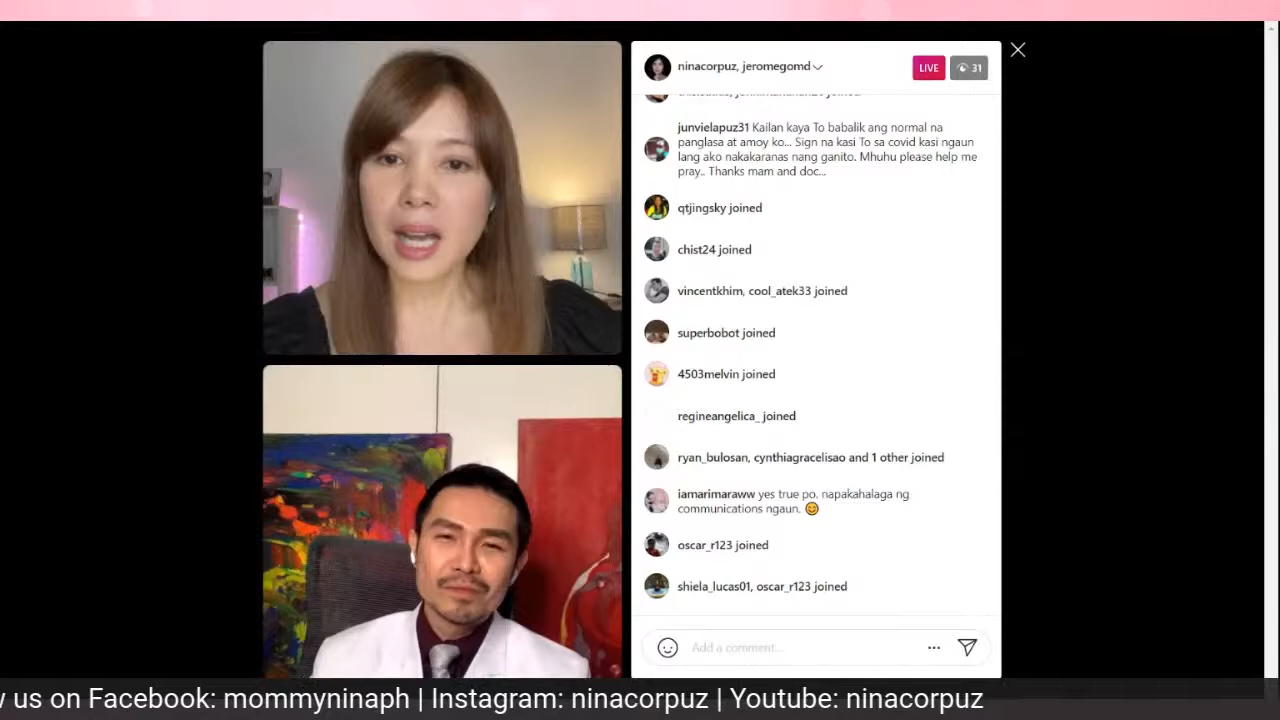 ninacorpuz, jeromegomd
LIVE
31
junvielapuz31 Kailan kaya To babalik ang normal na
panglasa at amoy ko... Sign na kasi To sa covid kasi ngaun
lang ako nakakaranas nang ganito. Mhuhu please help me
pray.. Thanks mam and doc...
qtjingsky joined
chist24 joined
vincentkhim, cool_atek33 joined
superbobot joined
4503melvin joined
regineangelica_ joined
ryan_bulosan, cynthiagracelisao and 1 other joined
iamarimaraww yes true po. napakahalaga ng
communications ngaun. 😊
oscar_r123 joined
shiela_lucas01, oscar_r123 joined
Add a comment...
w us on Facebook: mommyninaph | Instagram: ninacorpuz | Youtube: ninacorpuz